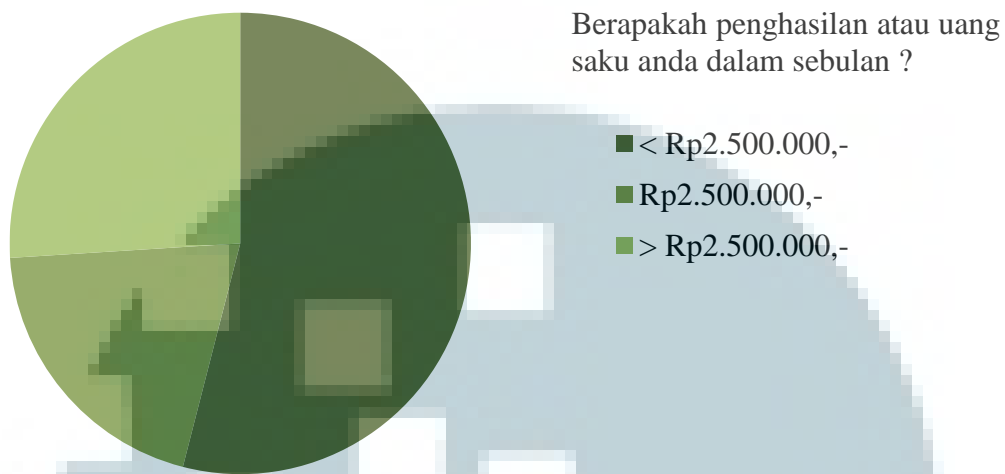 Berapakah penghasilan atau uang
saku anda dalam sebulan ?
< Rp2.500.000,-
Rp2.500.000,-
> Rp2.500.000,-